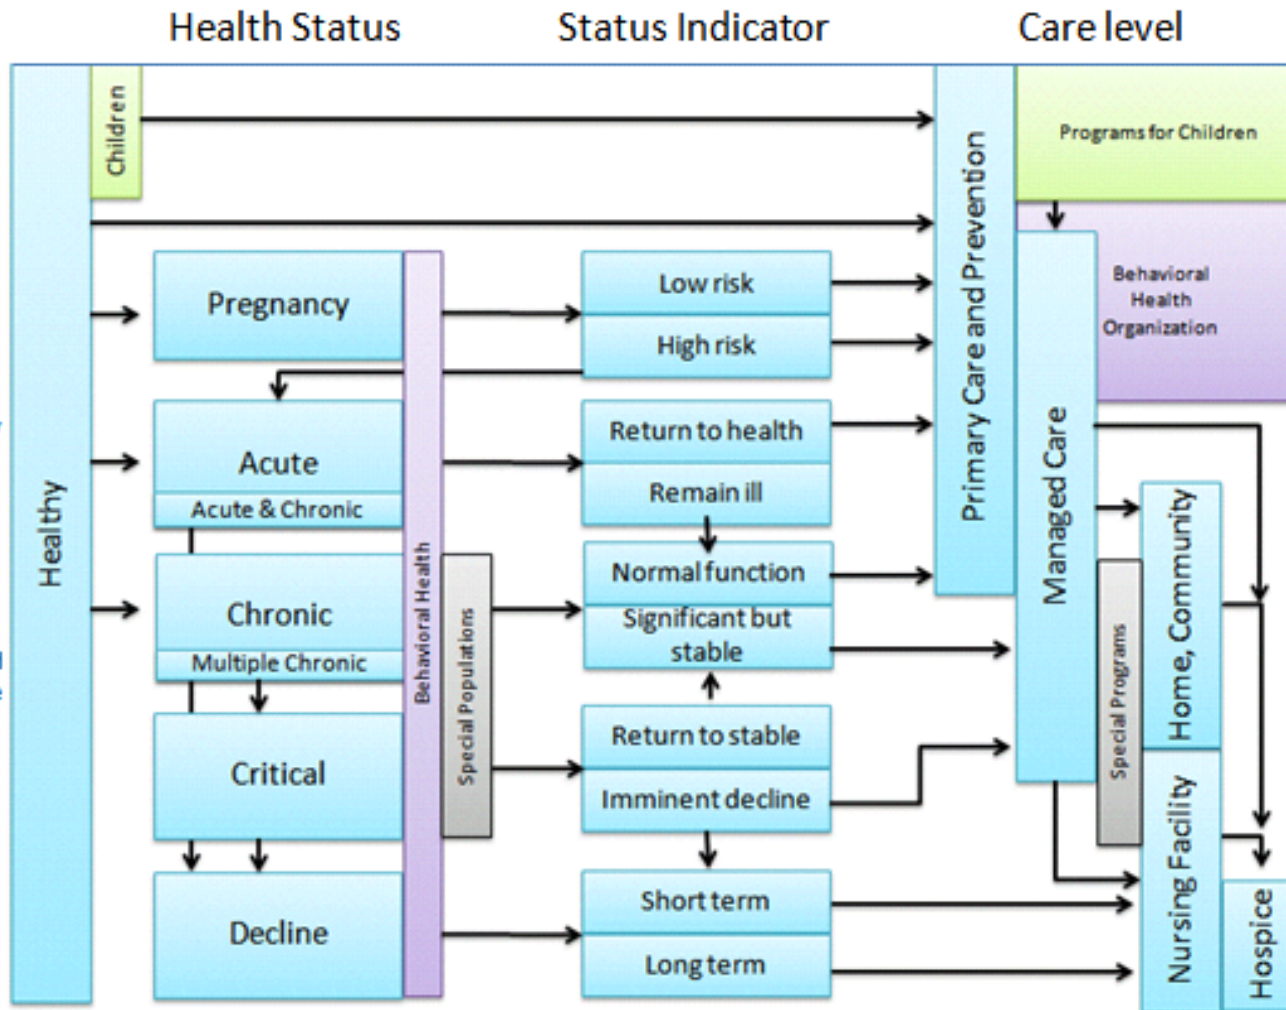 Health Status
Status Indicator
Care level
Healthy
Children
Pregnancy
Acute
Acute & Chronic
Chronic
Multiple Chronic
Critical
Decline
Behavioral Health
Special Populations
Low risk
High risk
Return to health
Remain ill
Normal function
Significant but
stable
Return to stable
Imminent decline
Short term
Long term
Primary Care and Prevention
Programs for Children
Behavioral
Health
Organization
Managed Care
Special Programs
Home, Community
Nursing Facility
Hospice